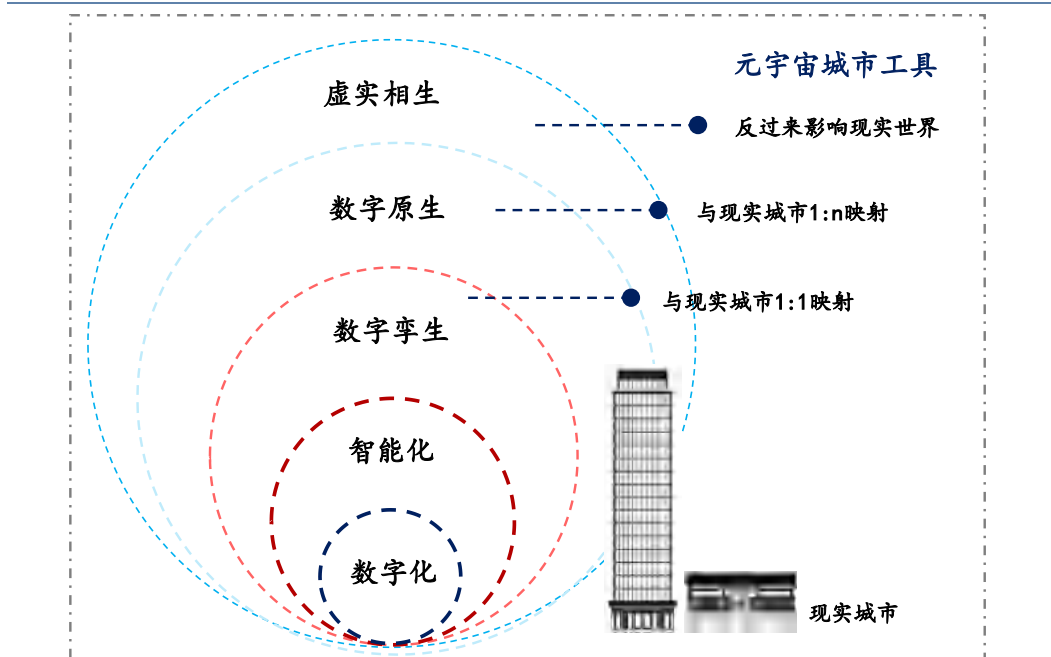 元宇宙城市工具
虚实相生
反过来影响现实世界
数字原生
与现实城市1:n映射
与现实城市1:1映射
数字孪生
智能化
数字化
现实城市